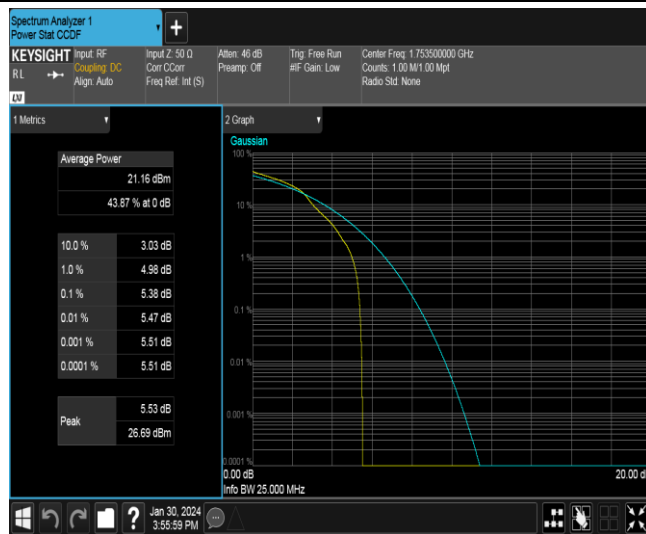 Spectrum Analyzer 1
Power Stat CCDF
+
KEYSIGHT
RL
LXI
Input: RF
Coupling: DC
Align: Auto
Input Z: 50 Ω
Corr CCorr
Freq Ref: Int (S)
Atten: 46 dB
Preamp: Off
Trig: Free Run
#IF Gain: Low
Center Freq: 1.753500000 GHz
Counts: 1.00 M/1.00 Mpt
Radio Std: None
1 Metrics
Average Power
21.16 dBm
43.87 % at 0 dB
10.0 % 3.03 dB
1.0 % 4.98 dB
0.1 % 5.38 dB
0.01 % 5.47 dB
0.001 % 5.51 dB
0.0001 % 5.51 dB
Peak 5.53 dB
26.69 dBm
2 Graph
Gaussian
100 %
10 %
1 %
0.1 %
0.01 %
0.001 %
0.0001 %
0.00 dB 20.00 d
Info BW 25.000 MHz
? Jan 30, 2024
3:55:59 PM